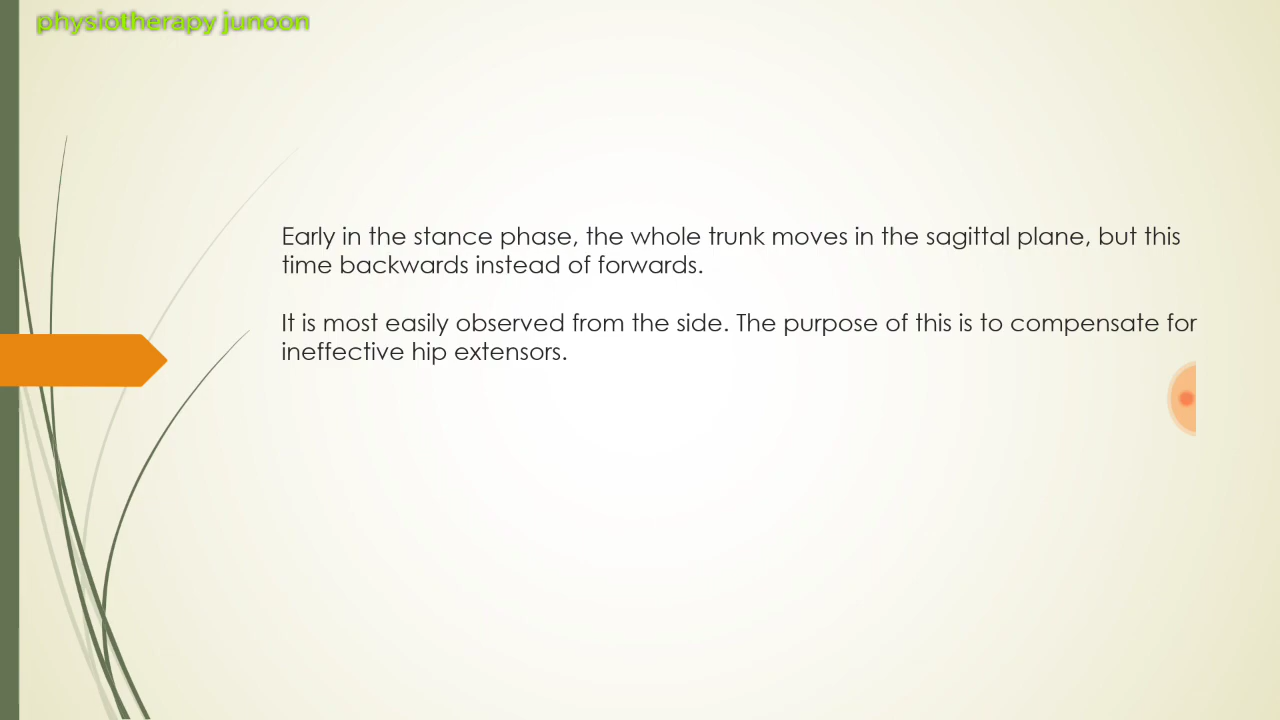 physiotherapy junoon
Early in the stance phase, the whole trunk moves in the sagittal plane, but this
time backwards instead of forwards.
It is most easily observed from the side. The purpose of this is to compensate for
ineffective hip extensors.